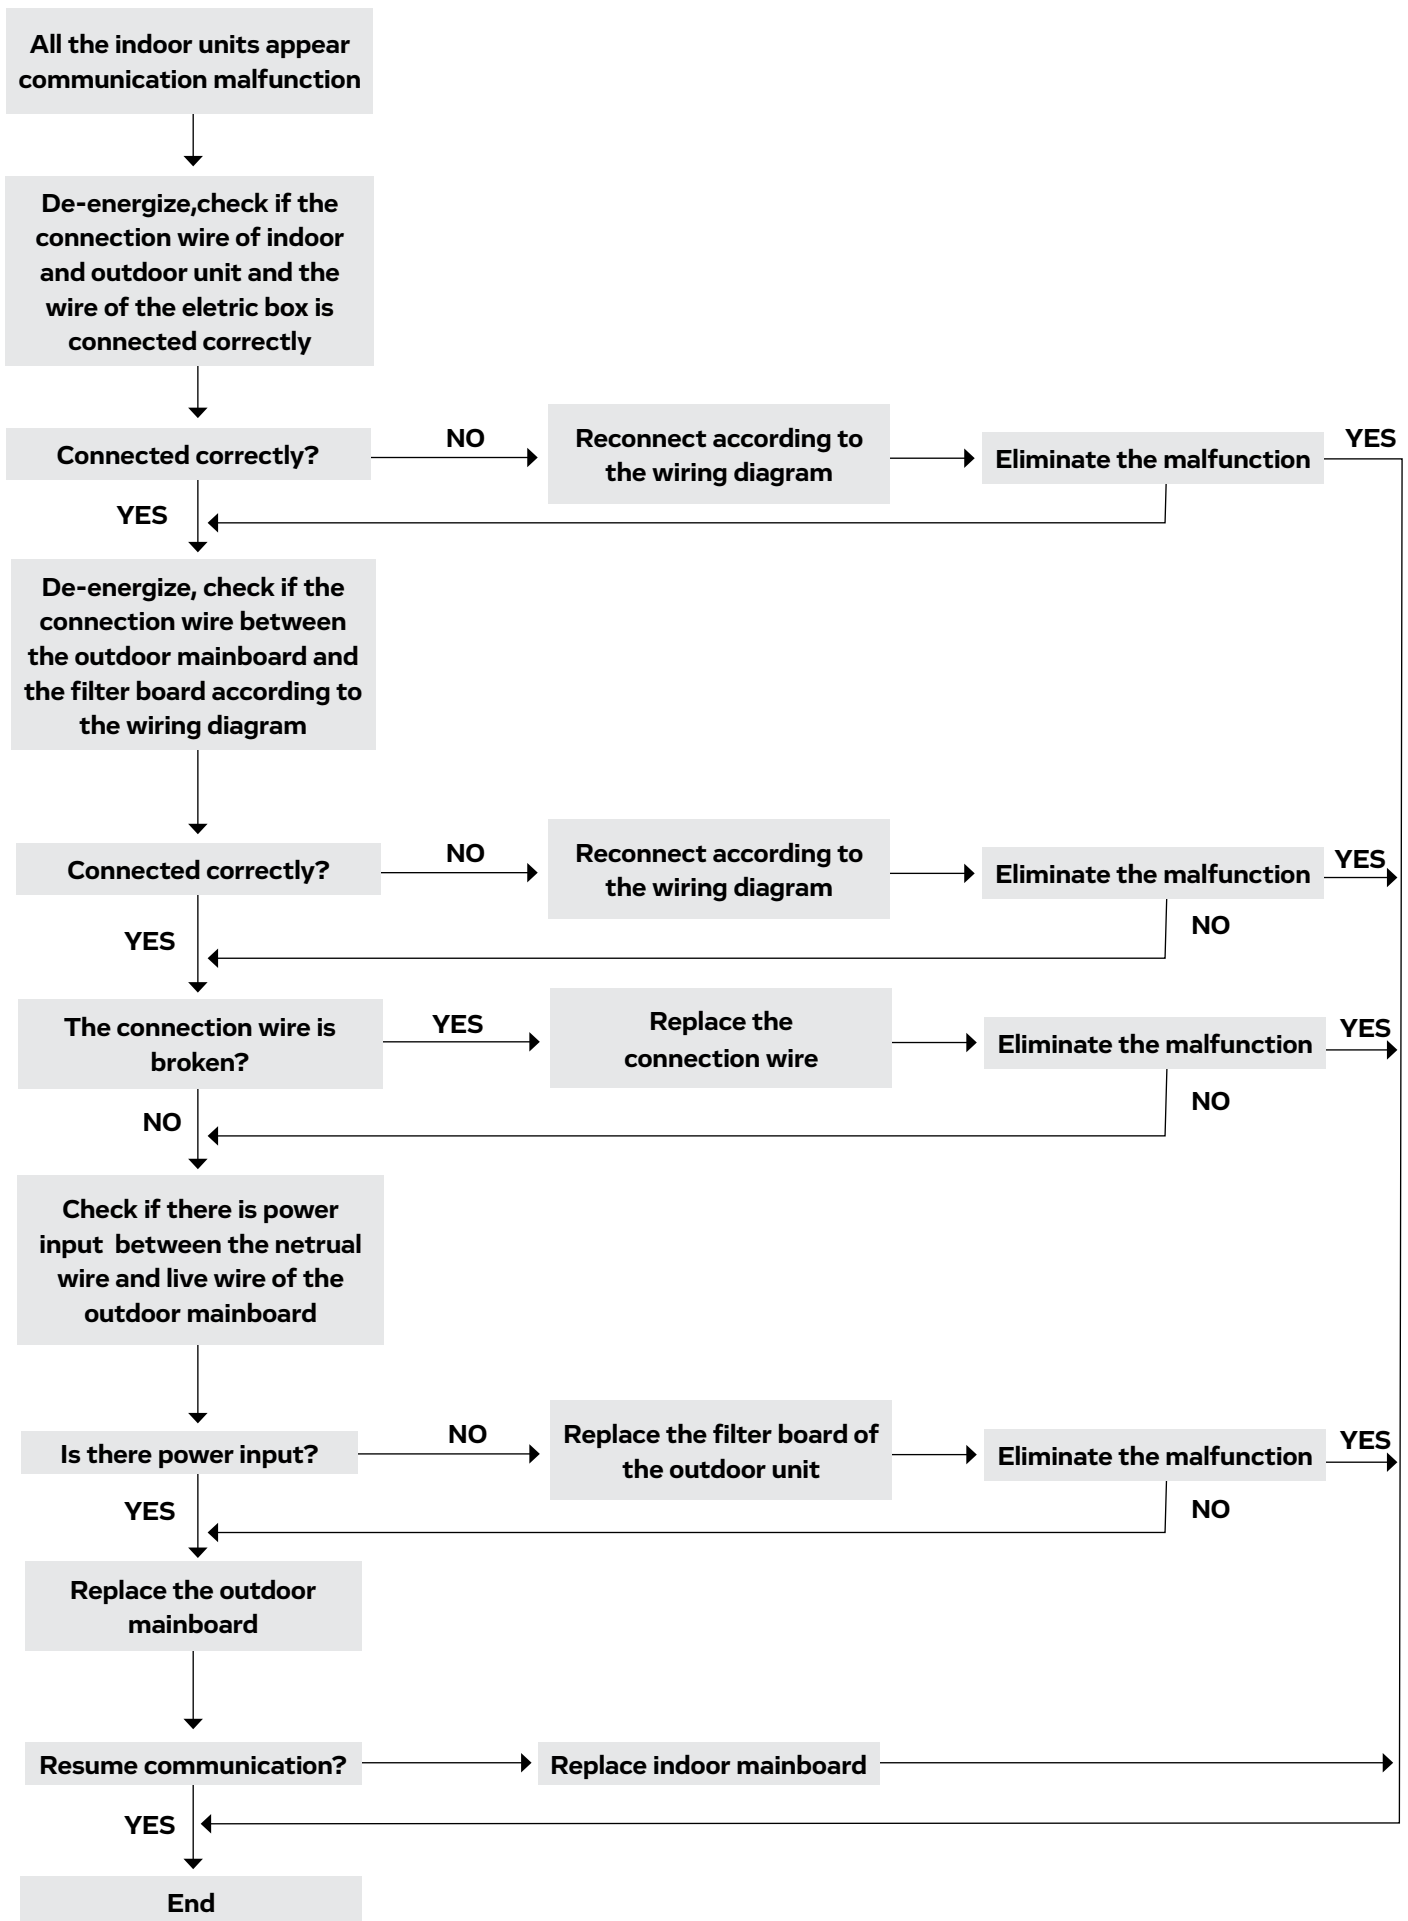 All the indoor units appear
communication malfunction
De-energize,check if the
connection wire of indoor
and outdoor unit and the
wire of the eletric box is
connected correctly
Connected correctly?
NO
Reconnect according to
the wiring diagram
Eliminate the malfunction
YES
YES
De-energize, check if the
connection wire between
the outdoor mainboard and
the filter board according to
the wiring diagram
Connected correctly?
NO
Reconnect according to
the wiring diagram
Eliminate the malfunction
YES
NO
YES
The connection wire is
broken?
YES
Replace the
connection wire
Eliminate the malfunction
YES
NO
NO
Check if there is power
input  between the netrual
wire and live wire of the
outdoor mainboard
Is there power input?
NO
Replace the filter board of
the outdoor unit
Eliminate the malfunction
YES
NO
YES
Replace the outdoor
mainboard
Resume communication?
Replace indoor mainboard
YES
End